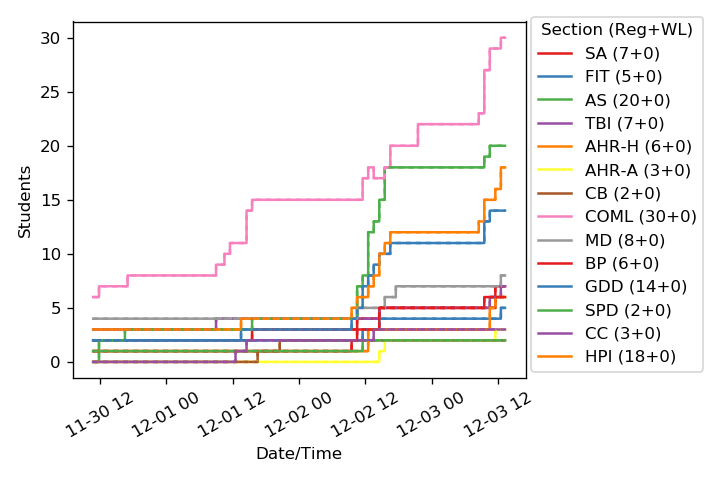 30
25
20
15
10
5
0
Students
11-30 12
12-01 00
12-01 12
12-02 00
12-02 12
12-03 00
12-03 12
Date/Time
Section (Reg+WL)
SA (7+0)
FIT (5+0)
AS (20+0)
TBI (7+0)
AHR-H (6+0)
AHR-A (3+0)
CB (2+0)
COML (30+0)
MD (8+0)
BP (6+0)
GDD (14+0)
SPD (2+0)
CC (3+0)
HPI (18+0)